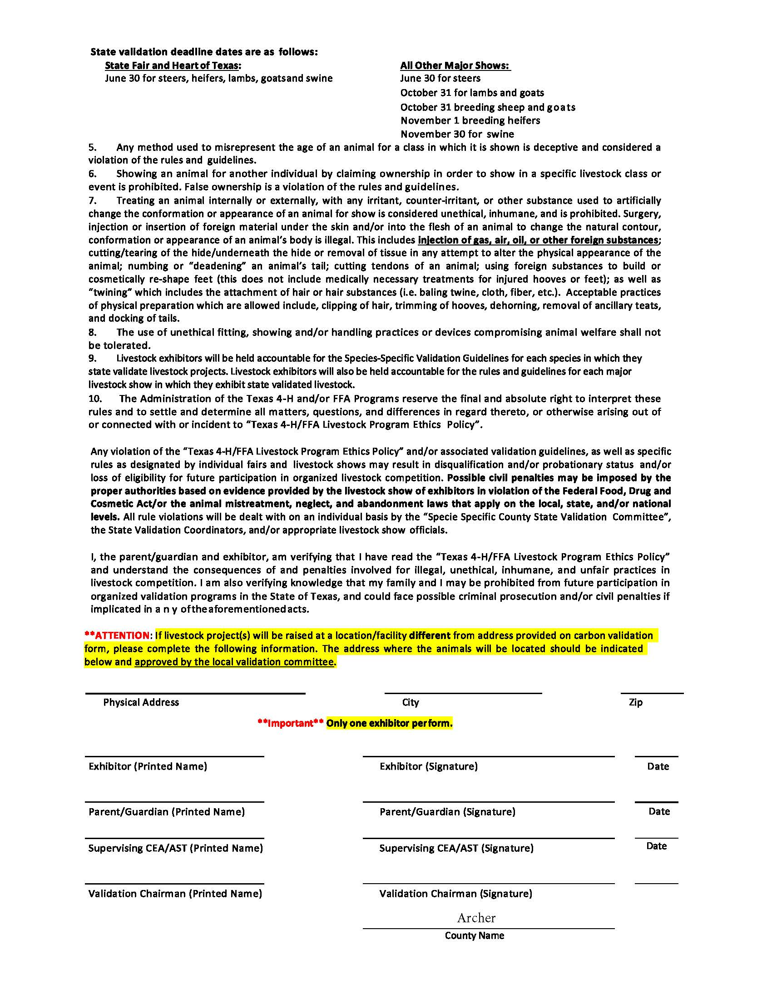 State validation deadline dates are as follows:
State Fair and Heart of Texas: All Other Major Shows:
June 30 for steers, heifers, lambs, goatsand swine June 30 for steers
October 31 for lambs and goats
October 31 breeding sheep and goats
November 1 breeding heifers
November 30 for swine
5. Any method used to misrepresent the age of an animal for a class in which it is shown is deceptive and considered a
violation of the rules and guidelines.
6. Showing an animal for another individual by claiming ownership in order to show in a specific livestock class or
event is prohibited. False ownership is a violation of the rules and guidelines.
7. Treating an animal internally or externally, with any irritant, counter-irritant, or other substance used to artificially
change the conformation or appearance of an animal for show is considered unethical, inhumane, and is prohibited. Surgery,
injection or insertion of foreign material under the skin and/or into the flesh of an animal to change the natural contour,
conformation or appearance of an animal's body is illegal. This includes injection of gas, air, oil, or other foreign substances;
cutting/tearing of the hide/underneath the hide or removal of tissue in any attempt to alter the physical appearance of the
animal; numbing or “deadening” an animal's tail; cutting tendons of an animal; using foreign substances to build or
cosmetically re-shape feet (this does not include medically necessary treatments for injured hooves or feet); as well as
“twining” which includes the attachment of hair or hair substances (i.e. baling twine, cloth, fiber, etc.). Acceptable practices
of physical preparation which are allowed include, clipping of hair, trimming of hooves, dehorning, removal of ancillary teats,
and docking of tails.
8. The use of unethical fitting, showing and/or handling practices or devices compromising animal welfare shall not
be tolerated.
9. Livestock exhibitors will be held accountable for the Species-Specific Validation Guidelines for each species in which they
state validate livestock projects. Livestock exhibitors will also be held accountable for the rules and guidelines for each major
livestock show in which they exhibit state validated livestock.
10. The Administration of the Texas 4-H and/or FFA Programs reserve the final and absolute right to interpret these
rules and to settle and determine all matters, questions, and differences in regard thereto, or otherwise arising out of
or connected with or incident to “Texas 4-H/FFA Livestock Program Ethics Policy”.
Any violation of the “Texas 4-H/FFA Livestock Program Ethics Policy” and/or associated validation guidelines, as well as specific
rules as designated by individual fairs and livestock shows may result in disqualification and/or probationary status and/or
loss of eligibility for future participation in organized livestock competition. Possible civil penalties may be imposed by the
proper authorities based on evidence provided by the livestock show of exhibitors in violation of the Federal Food, Drug and
Cosmetic Act/or the animal mistreatment, neglect, and abandonment laws that apply on the local, state, and/or national
levels. All rule violations will be dealt with on an individual basis by the “Specie Specific County State Validation Committee”,
the State Validation Coordinators, and/or appropriate livestock show officials.
I, the parent/guardian and exhibitor, am verifying that I have read the “Texas 4-H/FFA Livestock Program Ethics Policy”
and understand the consequences of and penalties involved for illegal, unethical, inhumane, and unfair practices in
livestock competition. I am also verifying knowledge that my family and I may be prohibited from future participation in
organized validation programs in the State of Texas, and could face possible criminal prosecution and/or civil penalties if
implicated in a n y oftheaforementionedacts.
**ATTENTION: If livestock project(s) will be raised at a location/facility different from address provided on carbon validation
form, please complete the following information. The address where the animals will be located should be indicated
below and approved by the local validation committee.
Physical Address City Zip
**Important** Only one exhibitor per form.
Exhibitor (Printed Name) Exhibitor (Signature) Date
Parent/Guardian (Printed Name) Parent/Guardian (Signature) Date
Supervising CEA/AST (Printed Name) Supervising CEA/AST (Signature) Date
Validation Chairman (Printed Name) Validation Chairman (Signature)
Archer
County Name